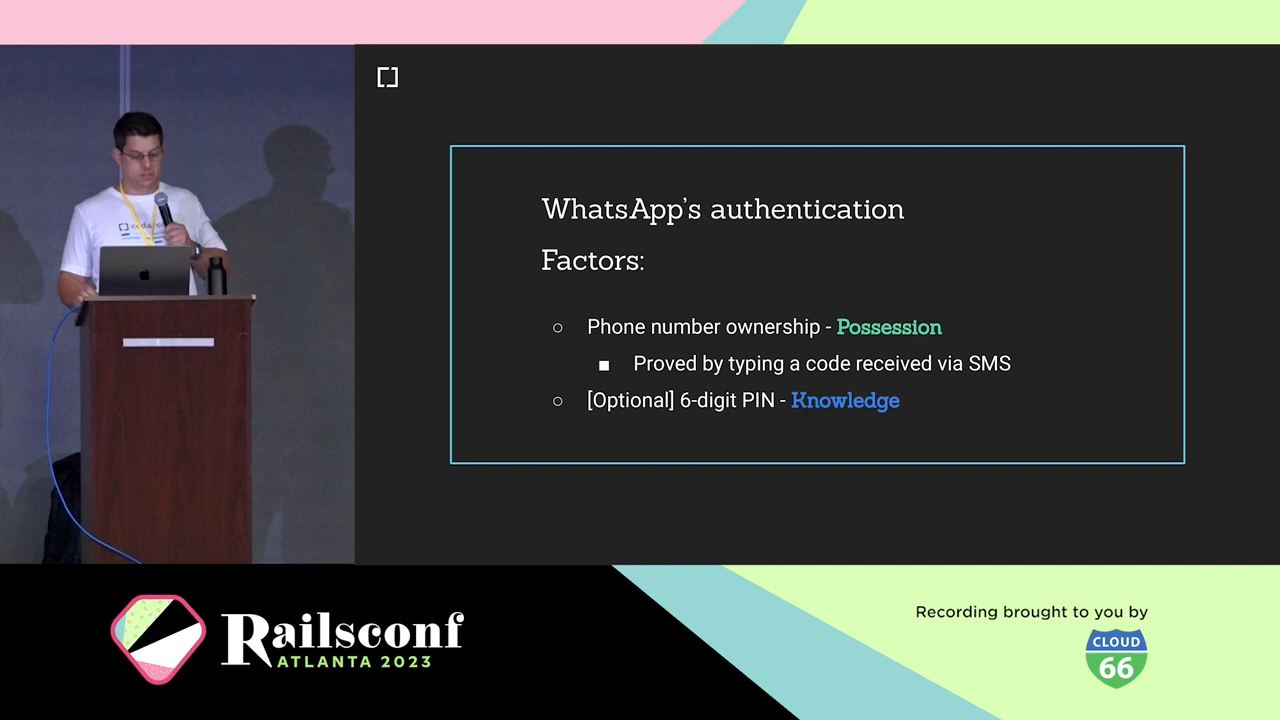 WhatsApp's authentication
Factors:
○ Phone number ownership - Possession
■ Proved by typing a code received via SMS
○ [Optional] 6-digit PIN - Knowledge
Railsconf
ATLANTA 2023
Recording brought to you by
CLOUD
66